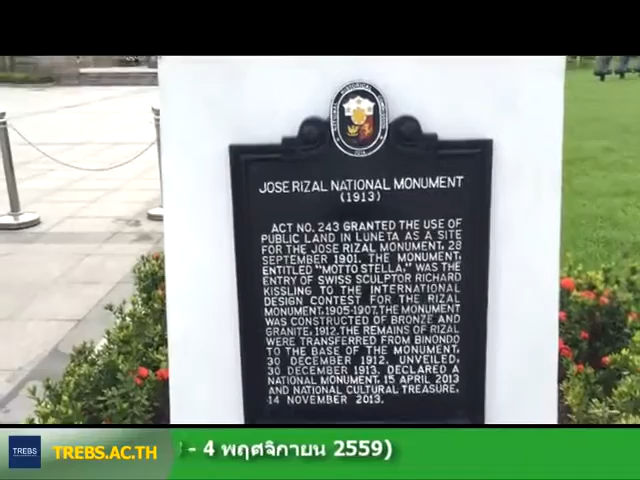 JOSE RIZAL NATIONAL MONUMENT
(1913)
ACT NO. 243 GRANTED THE USE OF
PUBLIC LAND IN LUNETA AS A SITE
FOR THE JOSE RIZAL MONUMENT, 28
SEPTEMBER 1901. THE MONUMENT,
ENTITLED "MOTTO STELLA," WAS THE
ENTRY OF SWISS SCULPTOR RICHARD
KISSLING TO THE INTERNATIONAL
DESIGN CONTEST FOR THE RIZAL
MONUMENT, 1905-1907. THE MONUMENT
WAS CONSTRUCTED OF BRONZE AND
GRANITE, 1912. THE REMAINS OF RIZAL
WERE TRANSFERRED FROM BINONDO
TO THE BASE OF THE MONUMENT,
30 DECEMBER 1912. UNVEILED,
30 DECEMBER 1913. DECLARED A
NATIONAL MONUMENT, 15 APRIL 2013
AND NATIONAL CULTURAL TREASURE,
14 NOVEMBER 2013.
TREBS
TREBS.AC.TH
- 4 พฤศจิกายน 2559)